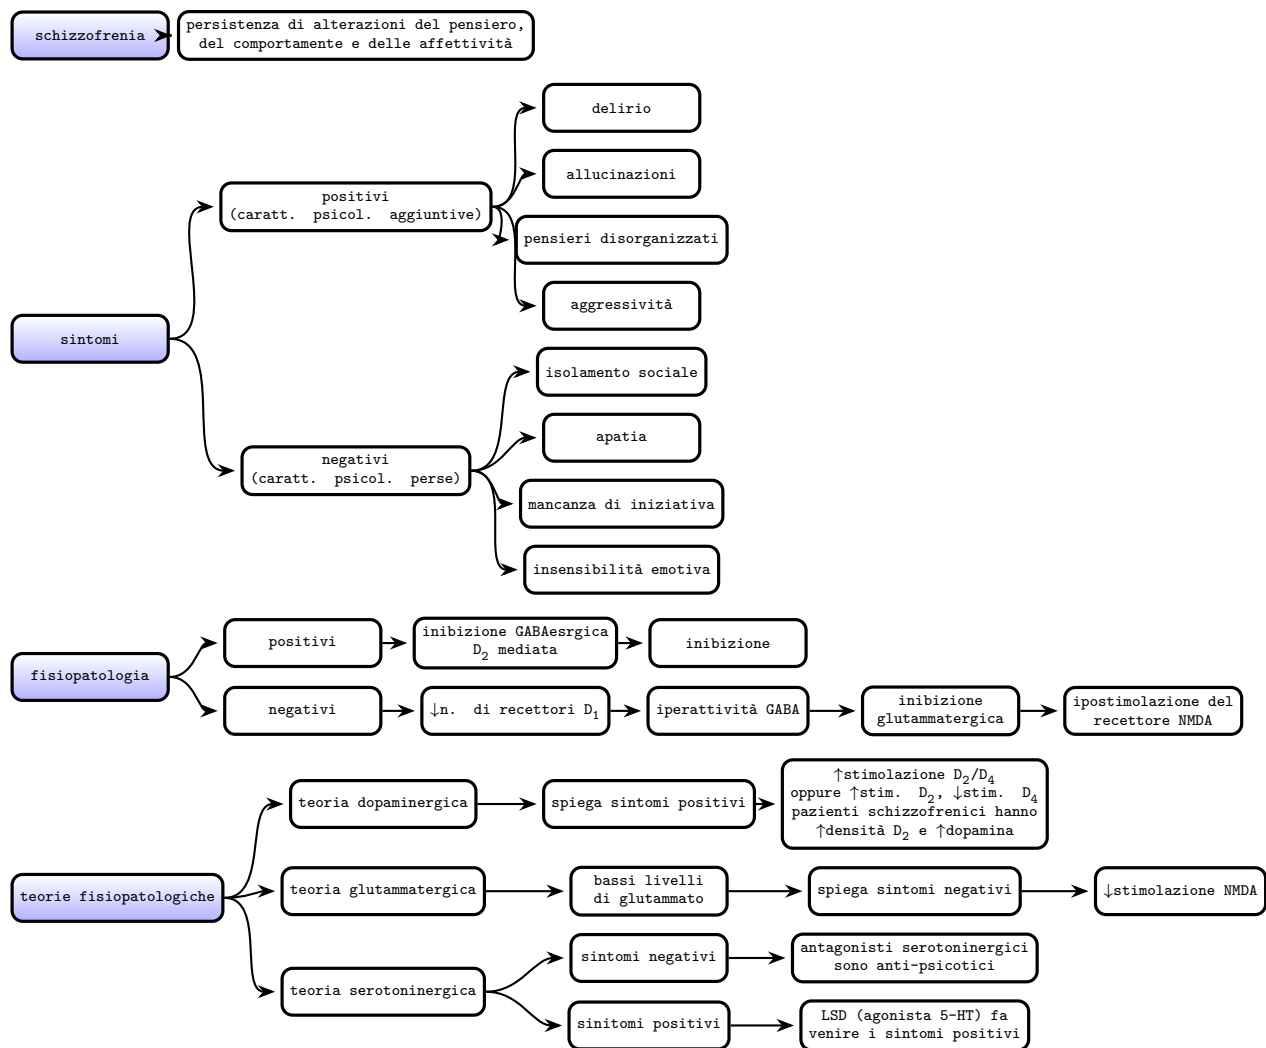 schizzofrenia
persistenza di alterazioni del pensiero,
del comportamente e delle affettività
sintomi
positivi
(caratt. psicol. aggiuntive)
delirio
allucinazioni
pensieri disorganizzati
aggressività
negativi
(caratt. psicol. perse)
isolamento sociale
apatia
mancanza di iniziativa
insensibilità emotiva
fisiopatologia
positivi
inibizione GABAesrgica
D₂ mediata
inibizione
negativi
↓n. di recettori D₁
iperattività GABA
inibizione
glutammatergica
ipostimolazione del
recettore NMDA
teorie fisiopatologiche
teoria dopaminergica
spiega sintomi positivi
↑stimolazione D₂/D₄
oppure ↑stim. D₂, ↓stim. D₄
pazienti schizzofrenici hanno
↑densità D₂ e ↑dopamina
teoria glutammatergica
bassi livelli
di glutammato
spiega sintomi negativi
↓stimolazione NMDA
teoria serotoninergica
sintomi negativi
antagonisti serotoninergici
sono anti-psicotici
sinitomi positivi
LSD (agonista 5-HT) fa
venire i sintomi positivi